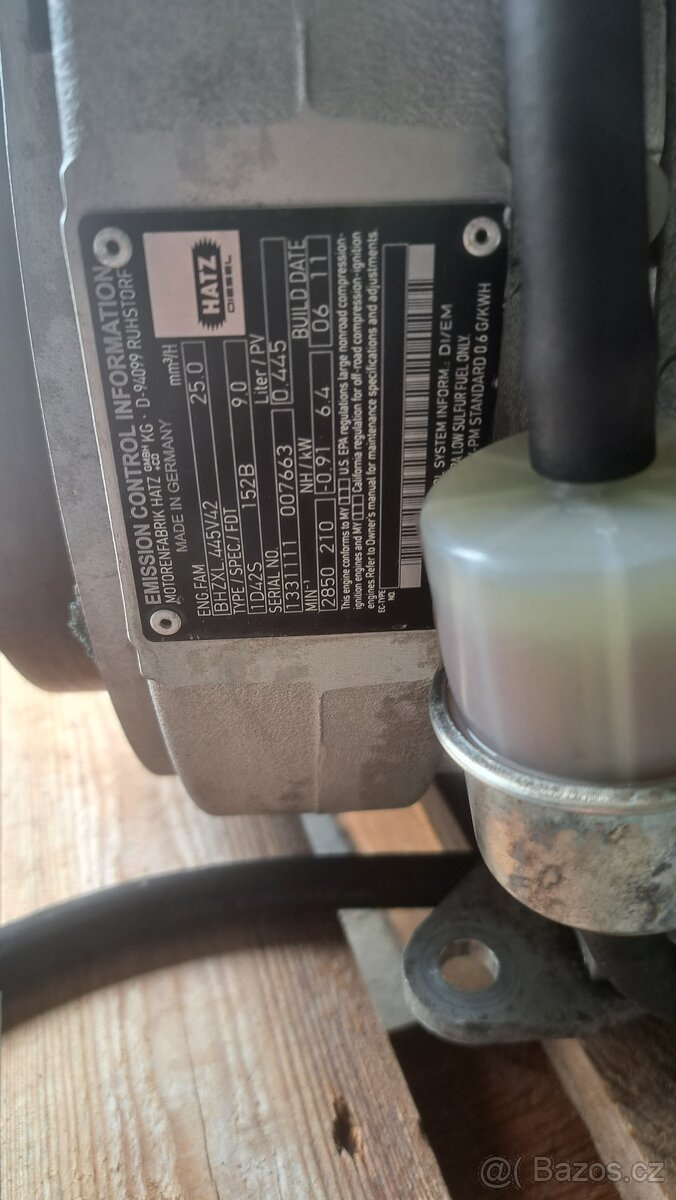 EMISSION CONTROL INFORMATION
MOTORENFABRIK HATZ GMBH +CO KG · D-94099 RUHSTORF
MADE IN GERMANY
HATZ
DIESEL
ENG FAM mm³/H
BHZXL .445V42 25.0
TYPE / SPEC / FDT
1D42S 152B 9.0
SERIAL NO. Liter / PV
1331111 007663 0.445
MIN⁻¹ NH / kW BUILD DATE
2850 210 -0.91 6.4 06 11
This engine conforms to MY □□□ U.S. EPA regulations large nonroad compression-
ignition engines and MY □□□ California regulation for off-road compression-ignition
engines. Refer to Owner's manual for maintenance specifications and adjustments.
EC-TYPE
NO.
SYSTEM INFORM. DI/EM
LOW SULFUR FUEL ONLY
-PM STANDARD 0.6 G/KWH
@( Bazos.cz